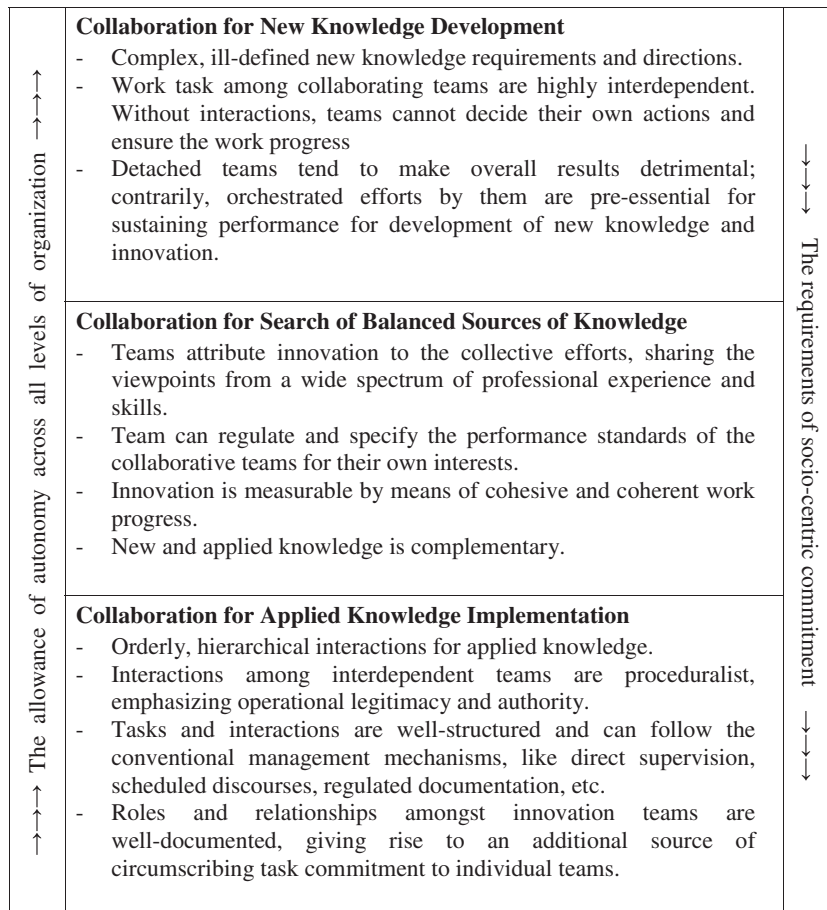 →→→ The allowance of autonomy across all levels of organization →→→
Collaboration for New Knowledge Development
- Complex, ill-defined new knowledge requirements and directions.
- Work task among collaborating teams are highly interdependent.
Without interactions, teams cannot decide their own actions and
ensure the work progress
- Detached teams tend to make overall results detrimental;
contrarily, orchestrated efforts by them are pre-essential for
sustaining performance for development of new knowledge and
innovation.
Collaboration for Search of Balanced Sources of Knowledge
- Teams attribute innovation to the collective efforts, sharing the
viewpoints from a wide spectrum of professional experience and
skills.
- Team can regulate and specify the performance standards of the
collaborative teams for their own interests.
- Innovation is measurable by means of cohesive and coherent work
progress.
- New and applied knowledge is complementary.
Collaboration for Applied Knowledge Implementation
- Orderly, hierarchical interactions for applied knowledge.
- Interactions among interdependent teams are proceduralist,
emphasizing operational legitimacy and authority.
- Tasks and interactions are well-structured and can follow the
conventional management mechanisms, like direct supervision,
scheduled discourses, regulated documentation, etc.
- Roles and relationships amongst innovation teams are
well-documented, giving rise to an additional source of
circumscribing task commitment to individual teams.
→→→ The requirements of socio-centric commitment →→→